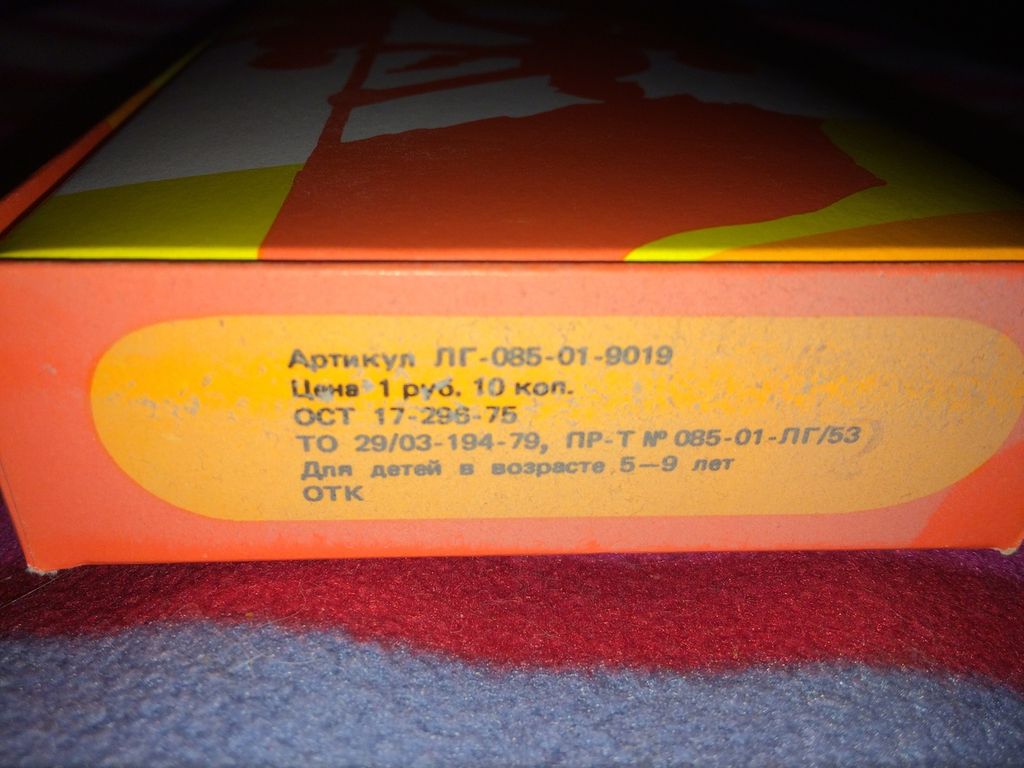 Артикул ЛГ-085-01-9019
Цена 1 руб. 10 коп.
ОСТ 17-296-75
ТО 29/03-194-79, ПР-Т № 085-01-ЛГ/53
Для детей в возрасте 5—9 лет
ОТК